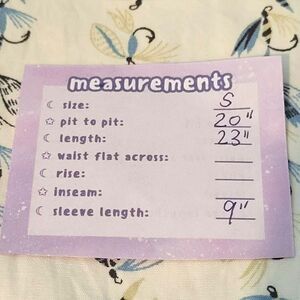 measurements
size: S
pit to pit: 20"
length: 23"
waist flat across:
rise:
inseam:
sleeve length: 9"